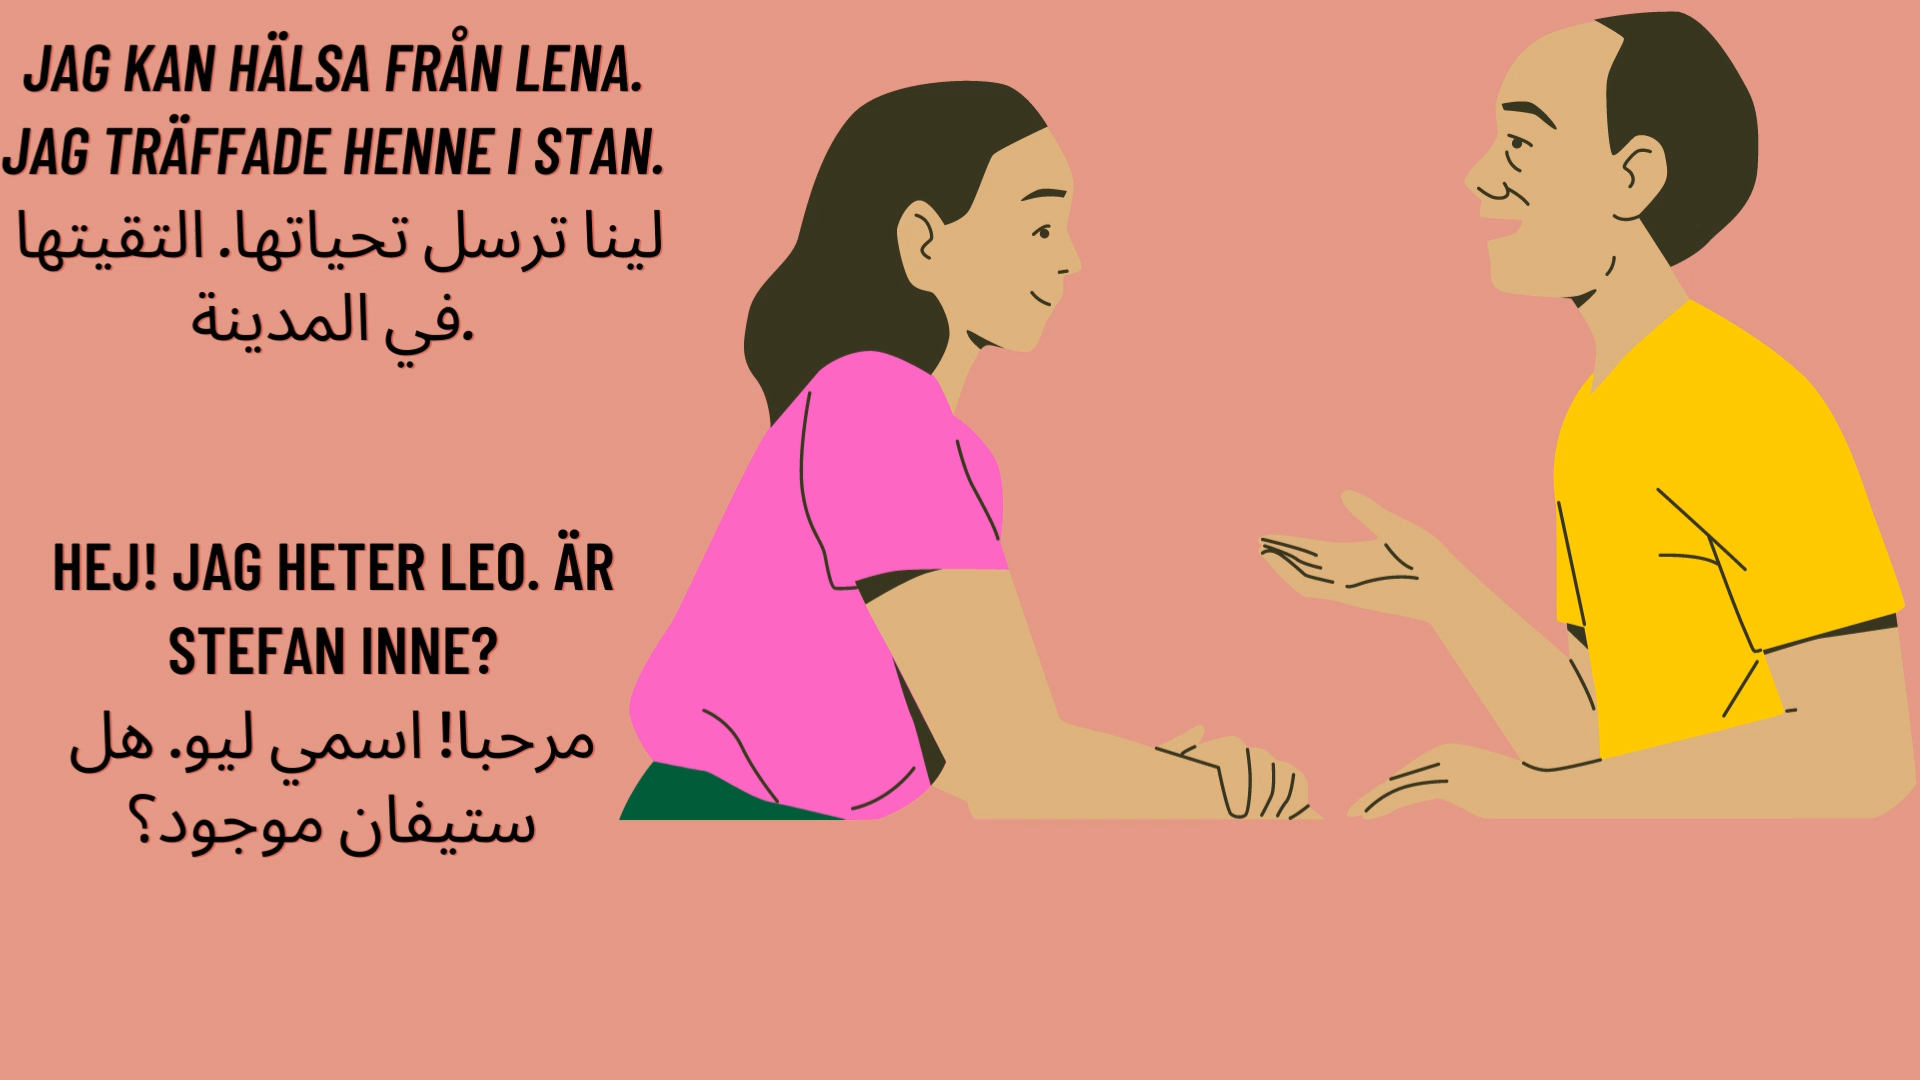 JAG KAN HÄLSA FRÅN LENA.
JAG TRÄFFADE HENNE I STAN.
لينا ترسل تحياتها. التقيتها
في المدينة.
HEJ! JAG HETER LEO. ÄR
STEFAN INNE?
مرحبا! اسمي ليو. هل
ستيفان موجود؟